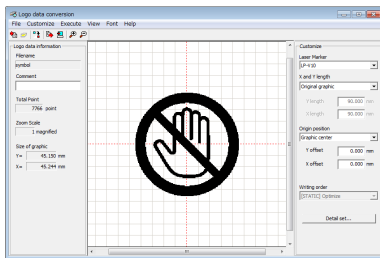 Logo data conversion
File Customize Execute View Font Help
Logo data information
Filename
symbol
Comment
Total Point
7766 point
Zoom Scale
1 magnified
Size of graphic
Y= 45.150 mm
X= 45.244 mm
Customize
Laser Marker
LP-V10
X and Y length
Original graphic
Y length 90.000 mm
X length 90.000 mm
Origin position
Graphic center
Y offset 0.000 mm
X offset 0.000 mm
Writing order
[STATIC] Optimize
Detail set...